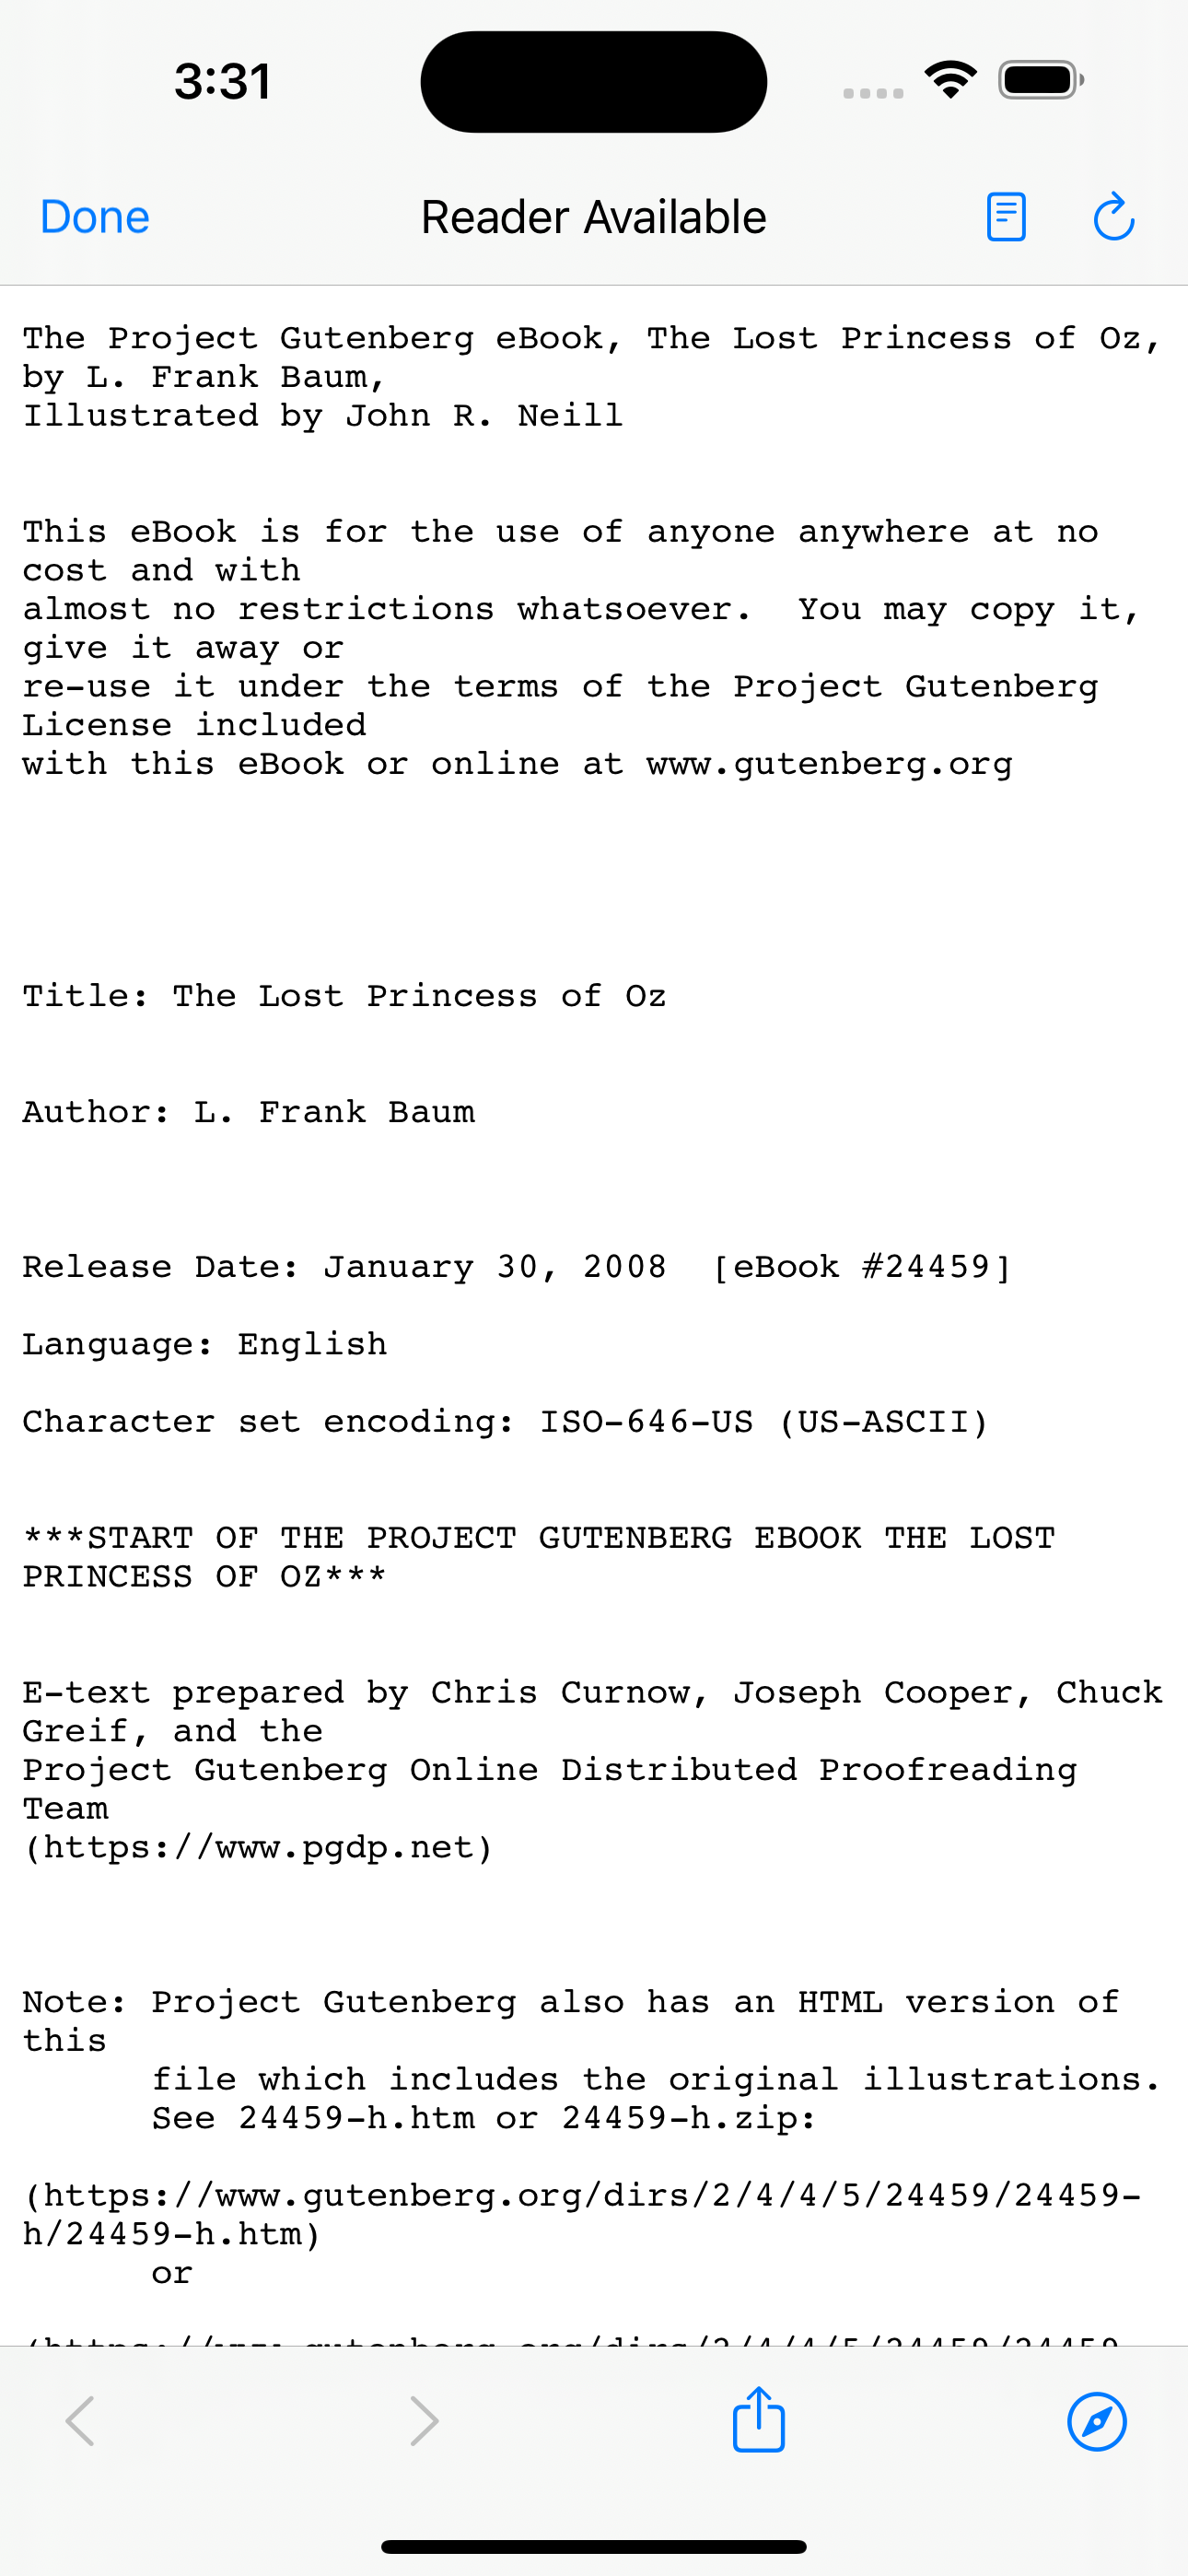 3:31
Done
Reader Available
The Project Gutenberg eBook, The Lost Princess of Oz,
by L. Frank Baum,
Illustrated by John R. Neill
This eBook is for the use of anyone anywhere at no
cost and with
almost no restrictions whatsoever.  You may copy it,
give it away or
re-use it under the terms of the Project Gutenberg
License included
with this eBook or online at www.gutenberg.org
Title: The Lost Princess of Oz
Author: L. Frank Baum
Release Date: January 30, 2008  [eBook #24459]
Language: English
Character set encoding: ISO-646-US (US-ASCII)
***START OF THE PROJECT GUTENBERG EBOOK THE LOST
PRINCESS OF OZ***
E-text prepared by Chris Curnow, Joseph Cooper, Chuck
Greif, and the
Project Gutenberg Online Distributed Proofreading
Team
(https://www.pgdp.net)
Note: Project Gutenberg also has an HTML version of
this
file which includes the original illustrations.
See 24459-h.htm or 24459-h.zip:
(https://www.gutenberg.org/dirs/2/4/4/5/24459/24459-
h/24459-h.htm)
or